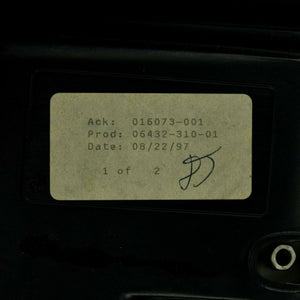 Ack: 016073-001
Prod: 06432-310-01
Date: 08/22/97
1 of 2